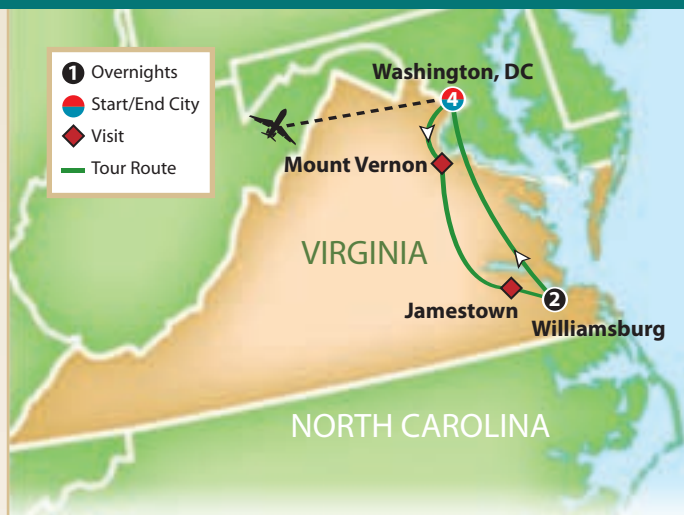 1 Overnights
Start/End City
Visit
Tour Route
Washington, DC
4
Mount Vernon
VIRGINIA
Jamestown
2
Williamsburg
NORTH CAROLINA